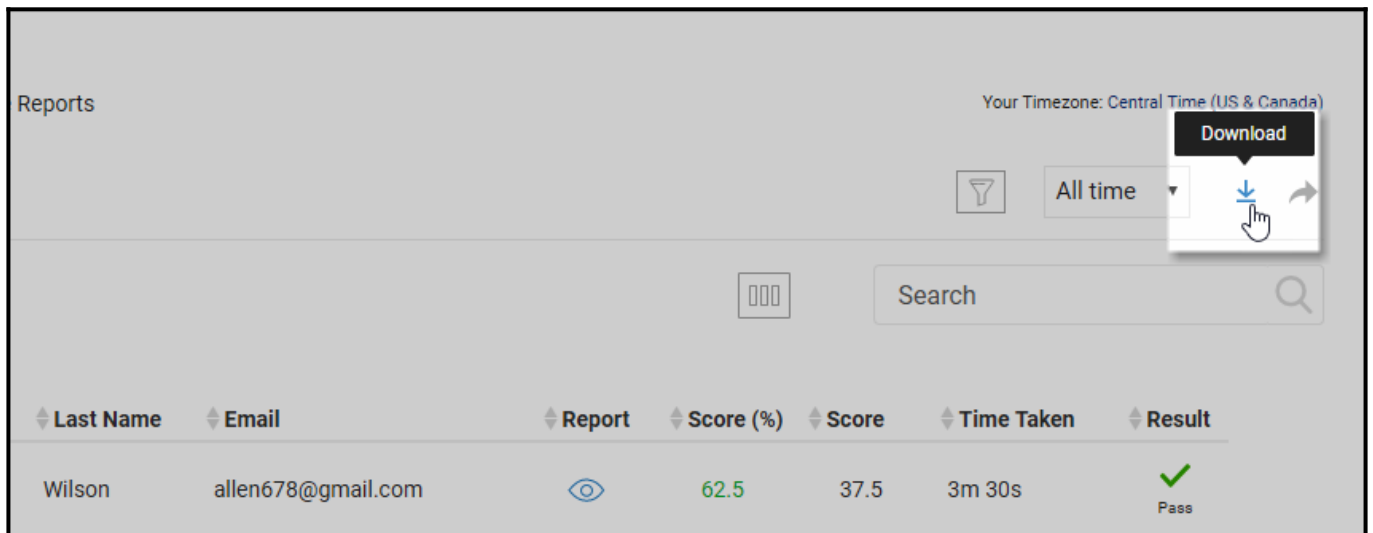 Reports
Your Timezone: Central Time (US & Canada)
Download
All time
Search
Last Name Email Report Score (%) Score Time Taken Result
Wilson allen678@gmail.com 62.5 37.5 3m 30s
Pass